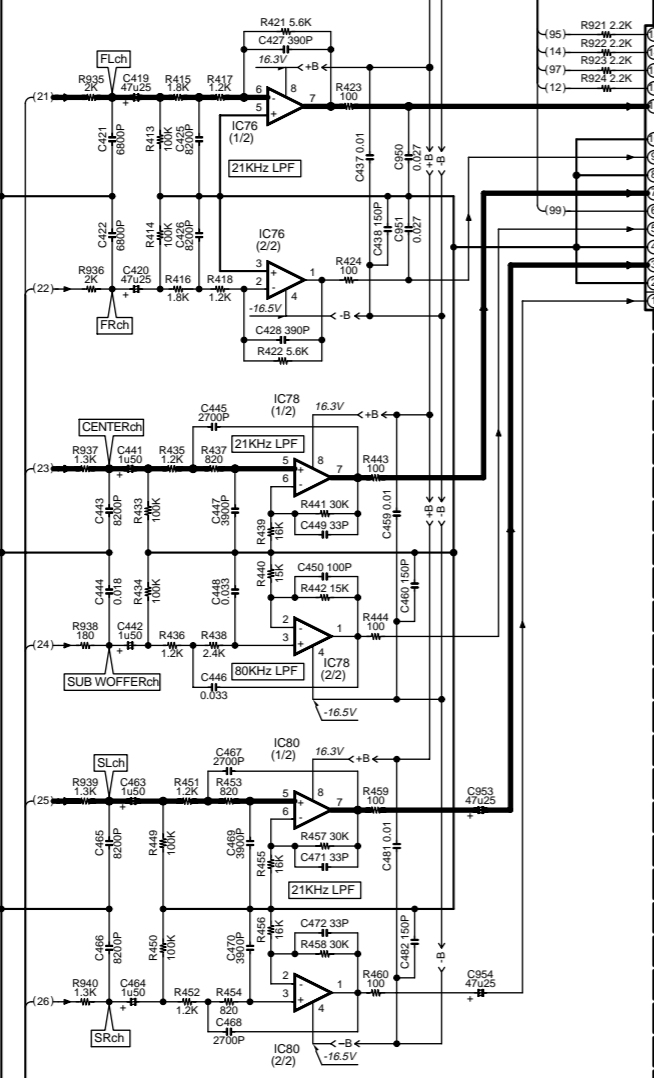 R421 5.6K
C427 390P
16.3V
+B
(95)
R921 2.2K
(14)
R922 2.2K
(97)
R923 2.2K
(12)
R924 2.2K
FLch
R935
2K
C419
47u25
R415
1.8K
R417
1.2K
(21)
+
6
-
8
5
+
7
R423
100
IC76
(1/2)
21KHz LPF
C421
6800P
R413
100K
C425
8200P
C437 0.01
C950
0.027
+B
-B
C422
6800P
R414
100K
C426
8200P
C438 150P
C951
0.027
(99)
IC76
(2/2)
R936
2K
C420
47u25
R416
1.8K
R418
1.2K
(22)
+
3
+
2
-
1
4
R424
100
-16.5V
-B
FRch
C428 390P
R422 5.6K
C445
2700P
IC78
(1/2)
16.3V
+B
CENTERch
21KHz LPF
R937
1.3K
C441
1u50
R435
1.2K
R437
820
(23)
+
5
+
8
6
-
7
R443
100
C443
8200P
R433
100K
C447
3900P
R439
16K
R441 30K
C449 33P
C459 0.01
+B
-B
C444
0.018
R434
100K
C448
0.033
R440
15K
C450 100P
R442 15K
C460 150P
R938
180
C442
1u50
R436
1.2K
R438
2.4K
(24)
+
2
-
3
+
1
4
R444
100
SUB WOFFERch
80KHz LPF
IC78
(2/2)
C446
0.033
-16.5V
C467
2700P
IC80
(1/2)
16.3V
+B
SLch
R939
1.3K
C463
1u50
R451
1.2K
R453
820
(25)
+
5
+
8
6
-
7
R459
100
C953
47u25
+
C465
8200P
R449
100K
C469
3900P
R455
16K
R457 30K
C471 33P
C481 0.01
21KHz LPF
C466
8200P
R450
100K
C470
3900P
R456
16K
C472 33P
R458 30K
C482 150P
-B
R940
1.3K
C464
1u50
R452
1.2K
R454
820
(26)
+
2
-
3
+
1
4
R460
100
C954
47u25
+
SRch
C468
2700P
IC80
(2/2)
-B
-16.5V